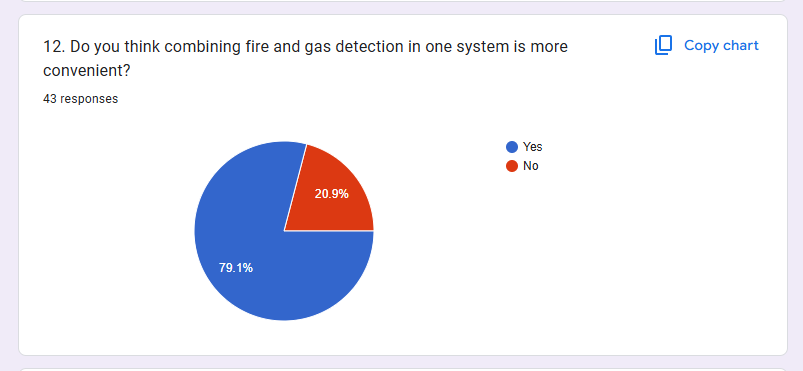 12. Do you think combining fire and gas detection in one system is more
convenient?
Copy chart
43 responses
Yes
No
20.9%
79.1%